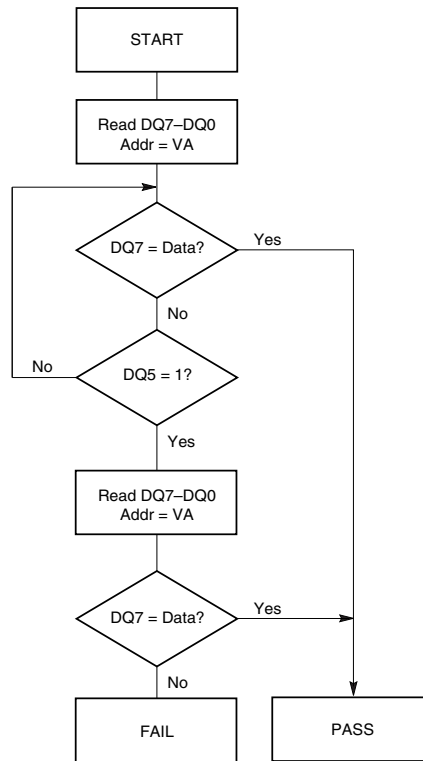 START
Read DQ7–DQ0
Addr = VA
DQ7 = Data?
Yes
No
No
DQ5 = 1?
Yes
Read DQ7–DQ0
Addr = VA
DQ7 = Data?
Yes
No
FAIL
PASS